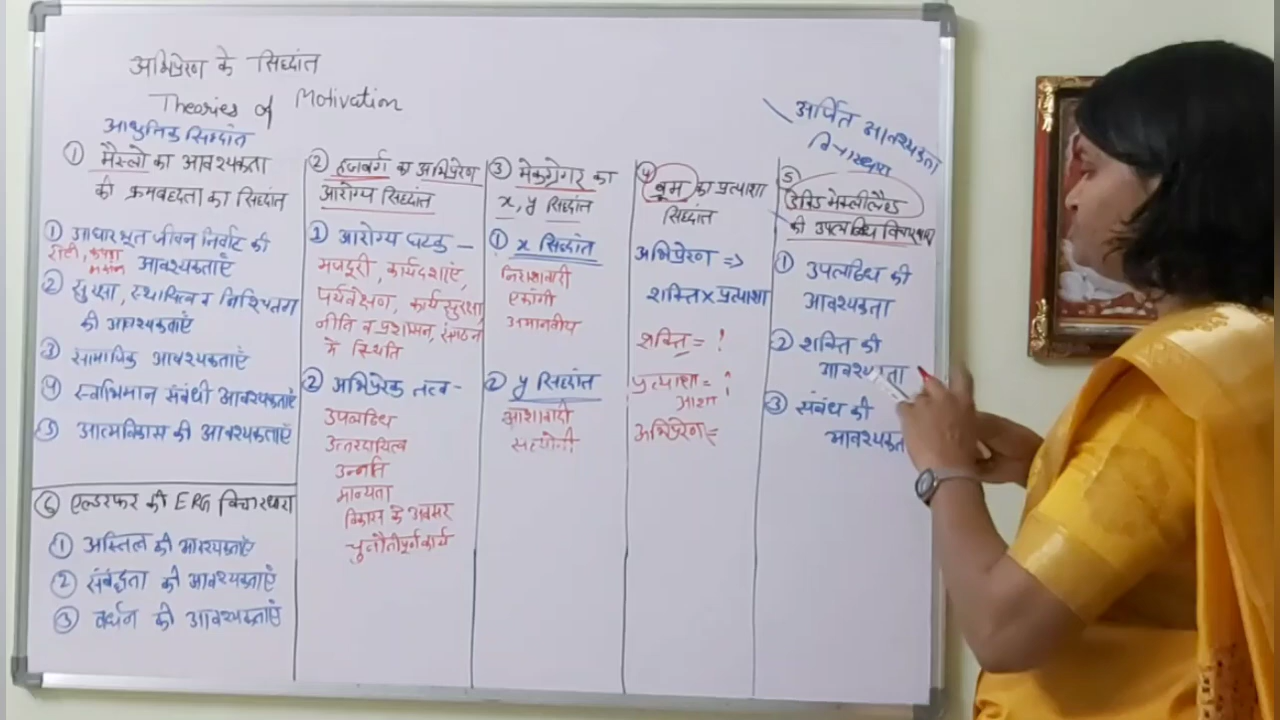 अभिप्रेरण के सिद्धांत
Theories of Motivation
आधुनिक सिद्धांत
① मैस्लो का आवश्यकता
की क्रमबद्धता का सिद्धांत
① आधारभूत जीवन निर्वाह की
रोटी, कपड़ा
मकान
आवश्यकताएँ
② सुरक्षा, स्थायित्व व निश्चितता
की आवश्यकताएँ
③ सामाजिक आवश्यकताएँ
④ स्वाभिमान संबंधी आवश्यकताएँ
⑤ आत्मविकास की आवश्यकताएँ
⑥ एल्डरफर की ERG विचारधारा
① अस्तित्व की आवश्यकताएँ
② संबंद्धता की आवश्यकताएँ
③ वर्धन की आवश्यकताएँ
② हर्जबर्ग का अभिप्रेरण
आरोग्य सिद्धांत
① आरोग्य घटक –
मजदूरी, कार्यदशाएं,
पर्यवेक्षण, कार्य सुरक्षा,
नीति व प्रशासन, संगठन
में स्थिति
② अभिप्रेरक तत्व –
उपलब्धि
उत्तरदायित्व
उन्नति
मान्यता
विकास के अवसर
चुनौतीपूर्ण कार्य
③ मेकग्रेगर का
x, y सिद्धांत
① x सिद्धांत
निराशावादी
एकांगी
अमानवीय
② y सिद्धांत
आशावादी
सहयोगी
④ व्रूम का प्रत्याशा
सिद्धांत
अभिप्रेरण =>
शक्ति x प्रत्याशा
शक्ति = ?
प्रत्याशा = ?
आशा
अभिप्रेरण =
अर्पित आवश्यकता
विचारधारा
⑤
डेविड मेक्लीलैण्ड
की उपलब्धि विचारधारा
① उपलब्धि की
आवश्यकता
② शक्ति की
आवश्यकता
③ संबंध की
आवश्यकता